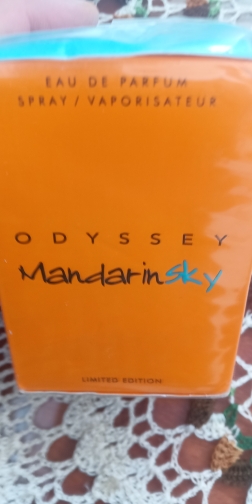 EAU DE PARFUM
SPRAY / VAPORISATEUR
ODYSSEY
Mandarinsky
LIMITED EDITION